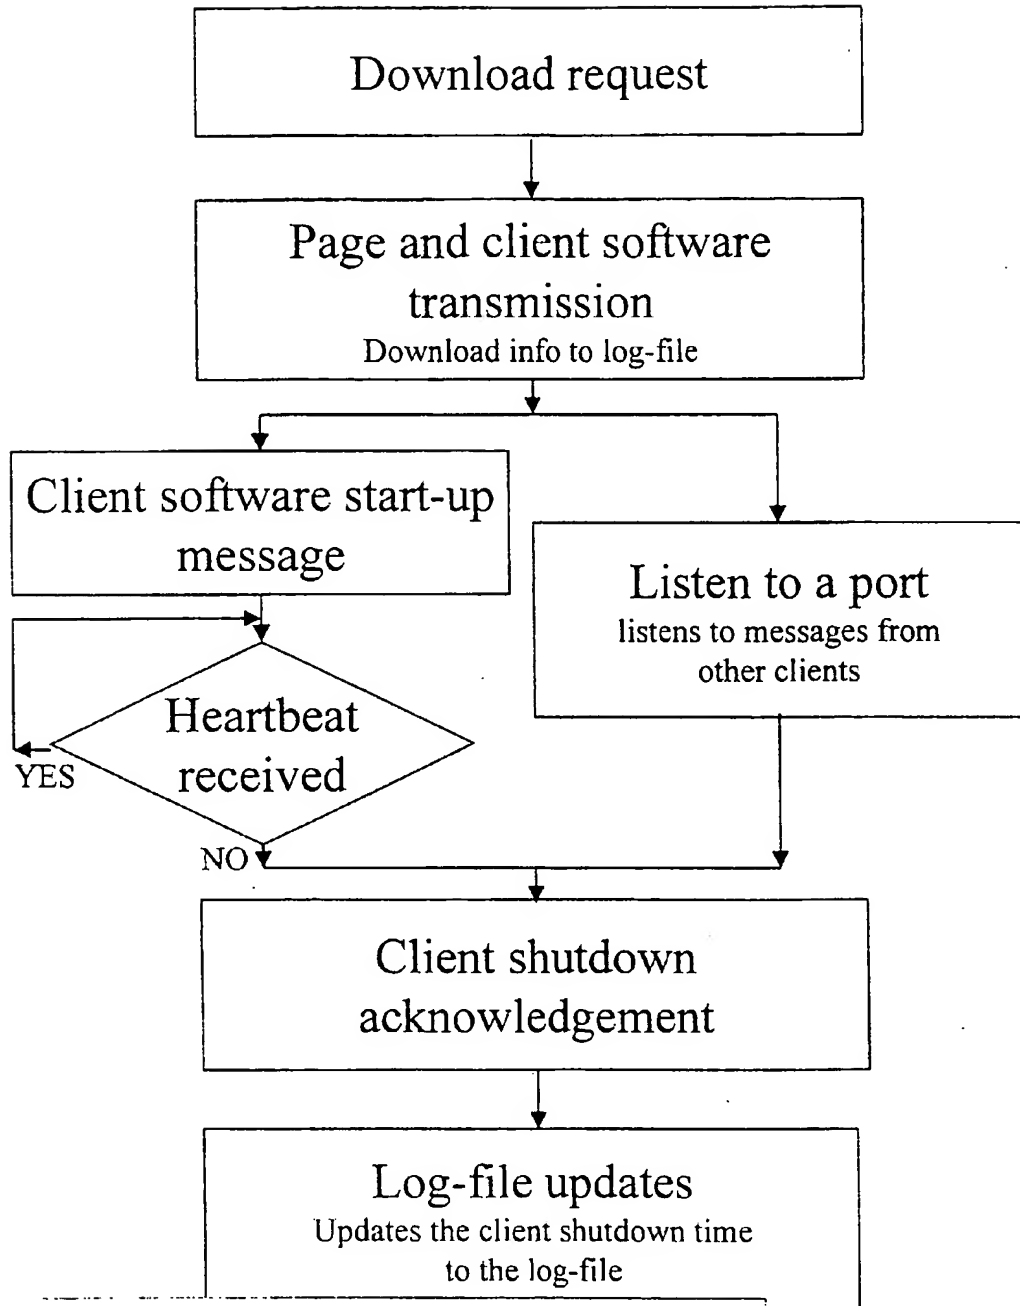 Download request
Page and client software
transmission
Download info to log-file
Client software start-up
message
Listen to a port
listens to messages from
other clients
Heartbeat
received
YES
NO
Client shutdown
acknowledgement
Log-file updates
Updates the client shutdown time
to the log-file